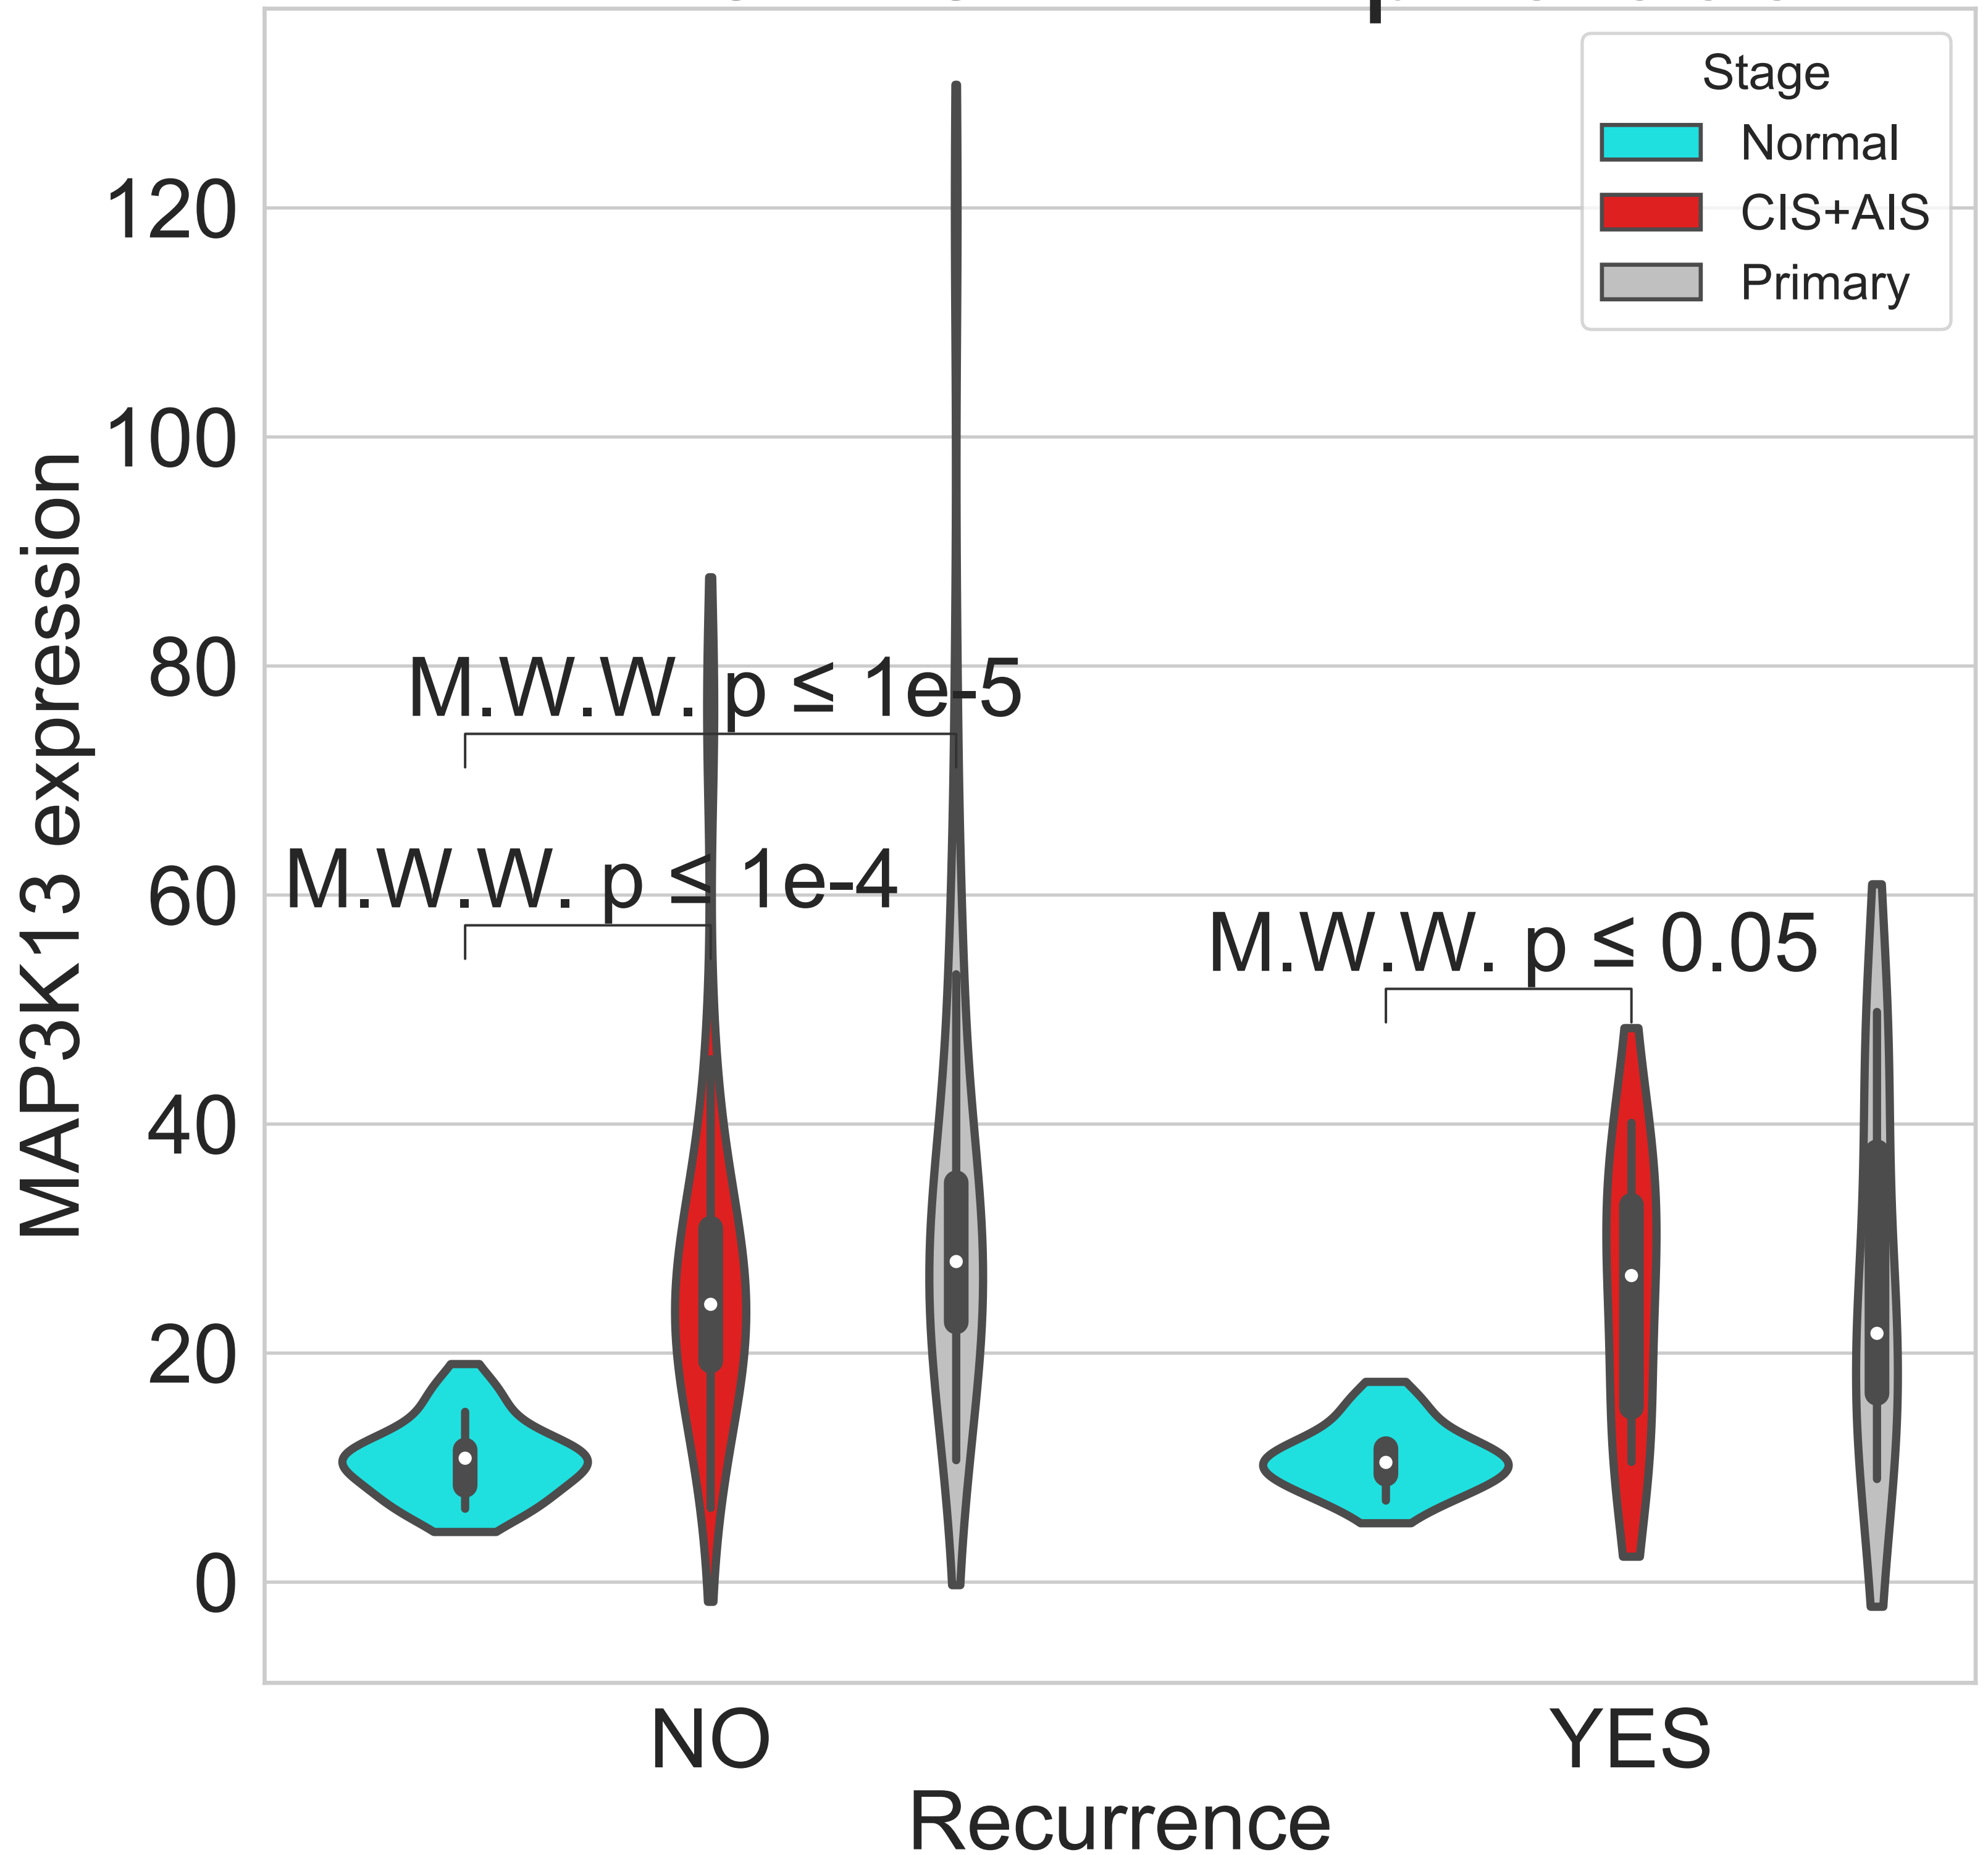 Stage
Normal
CIS+AIS
Primary
120
100
80
60
40
20
0
MAP3K13 expression
M.W.W. p ≤ 1e-5
M.W.W. p ≤ 1e-4
M.W.W. p ≤ 0.05
NO
YES
Recurrence